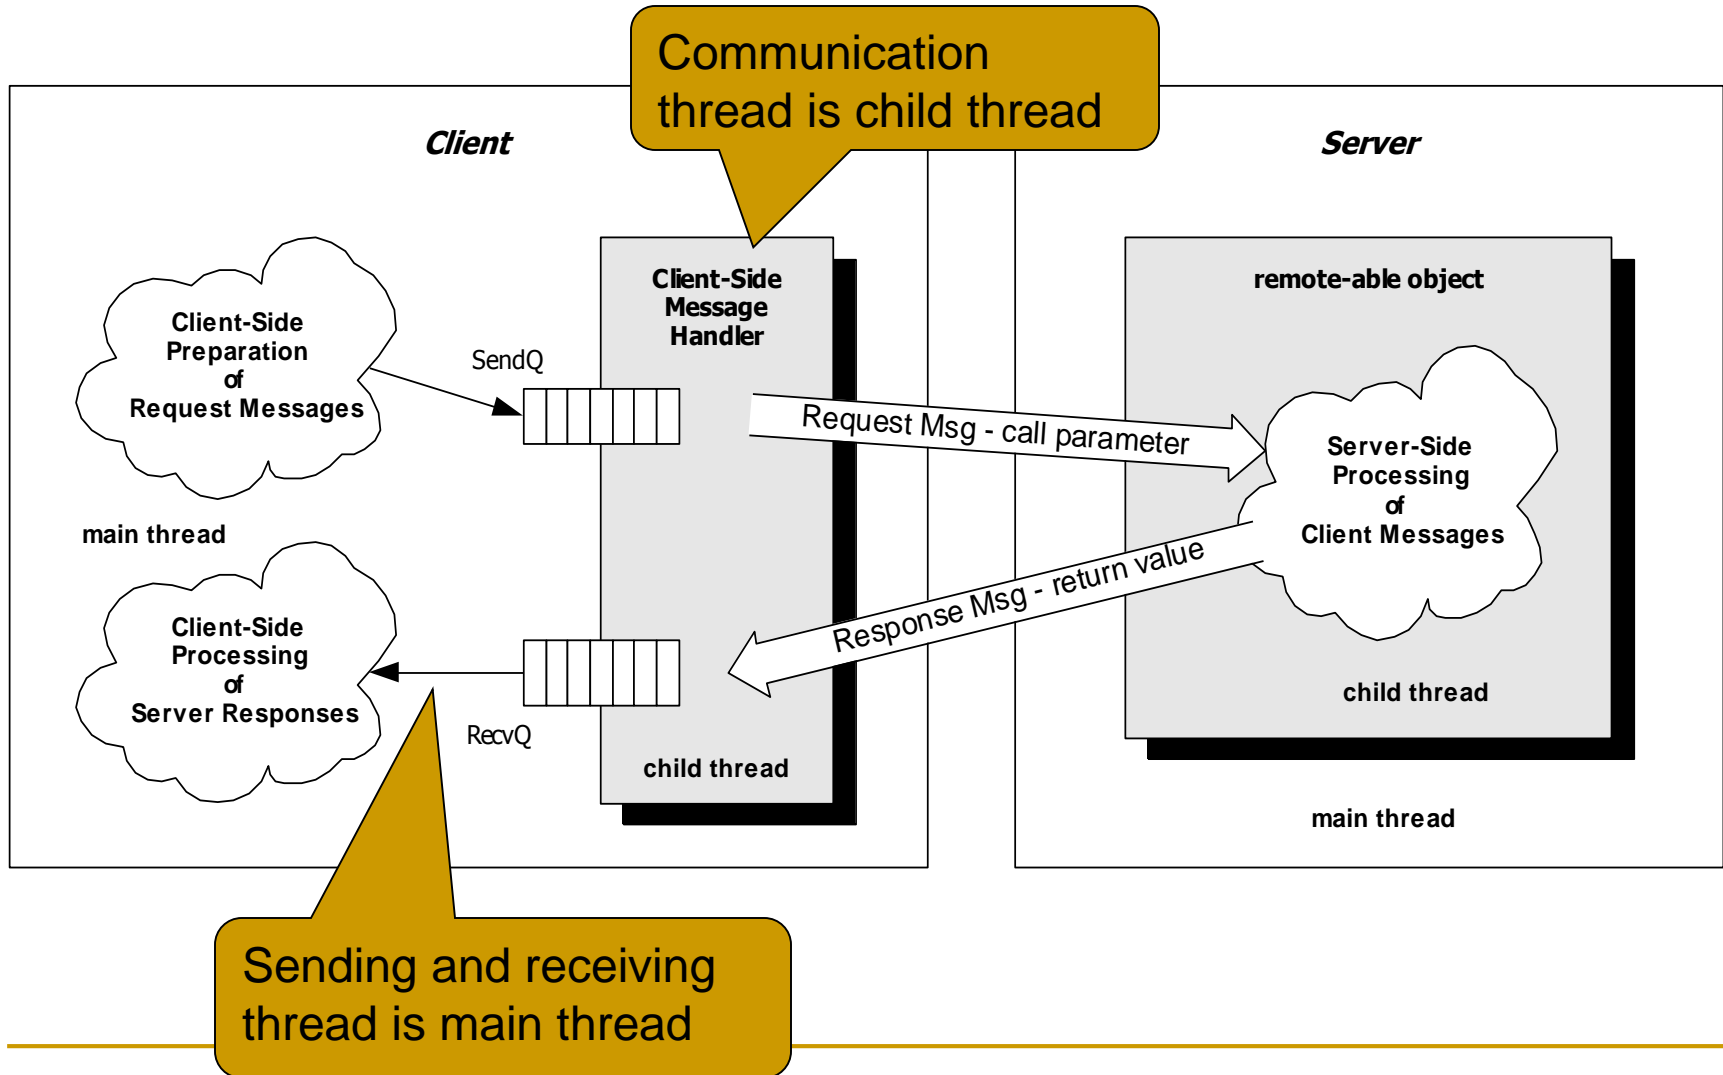 Communication
thread is child thread
Client
Server
Client-Side
Preparation
of
Request Messages
SendQ
Client-Side
Message
Handler
remote-able object
Request Msg - call parameter
Server-Side
Processing
of
Client Messages
main thread
Response Msg - return value
Client-Side
Processing
of
Server Responses
RecvQ
child thread
child thread
main thread
Sending and receiving
thread is main thread